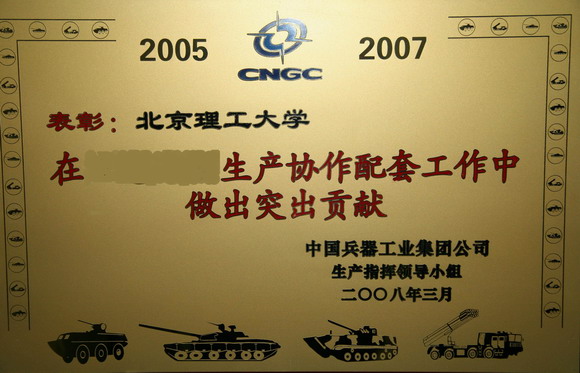 2005 2007
CNGC
表彰：北京理工大学
在 生产协作配套工作中
做出突出贡献
中国兵器工业集团公司
生产指挥领导小组
二〇〇八年三月